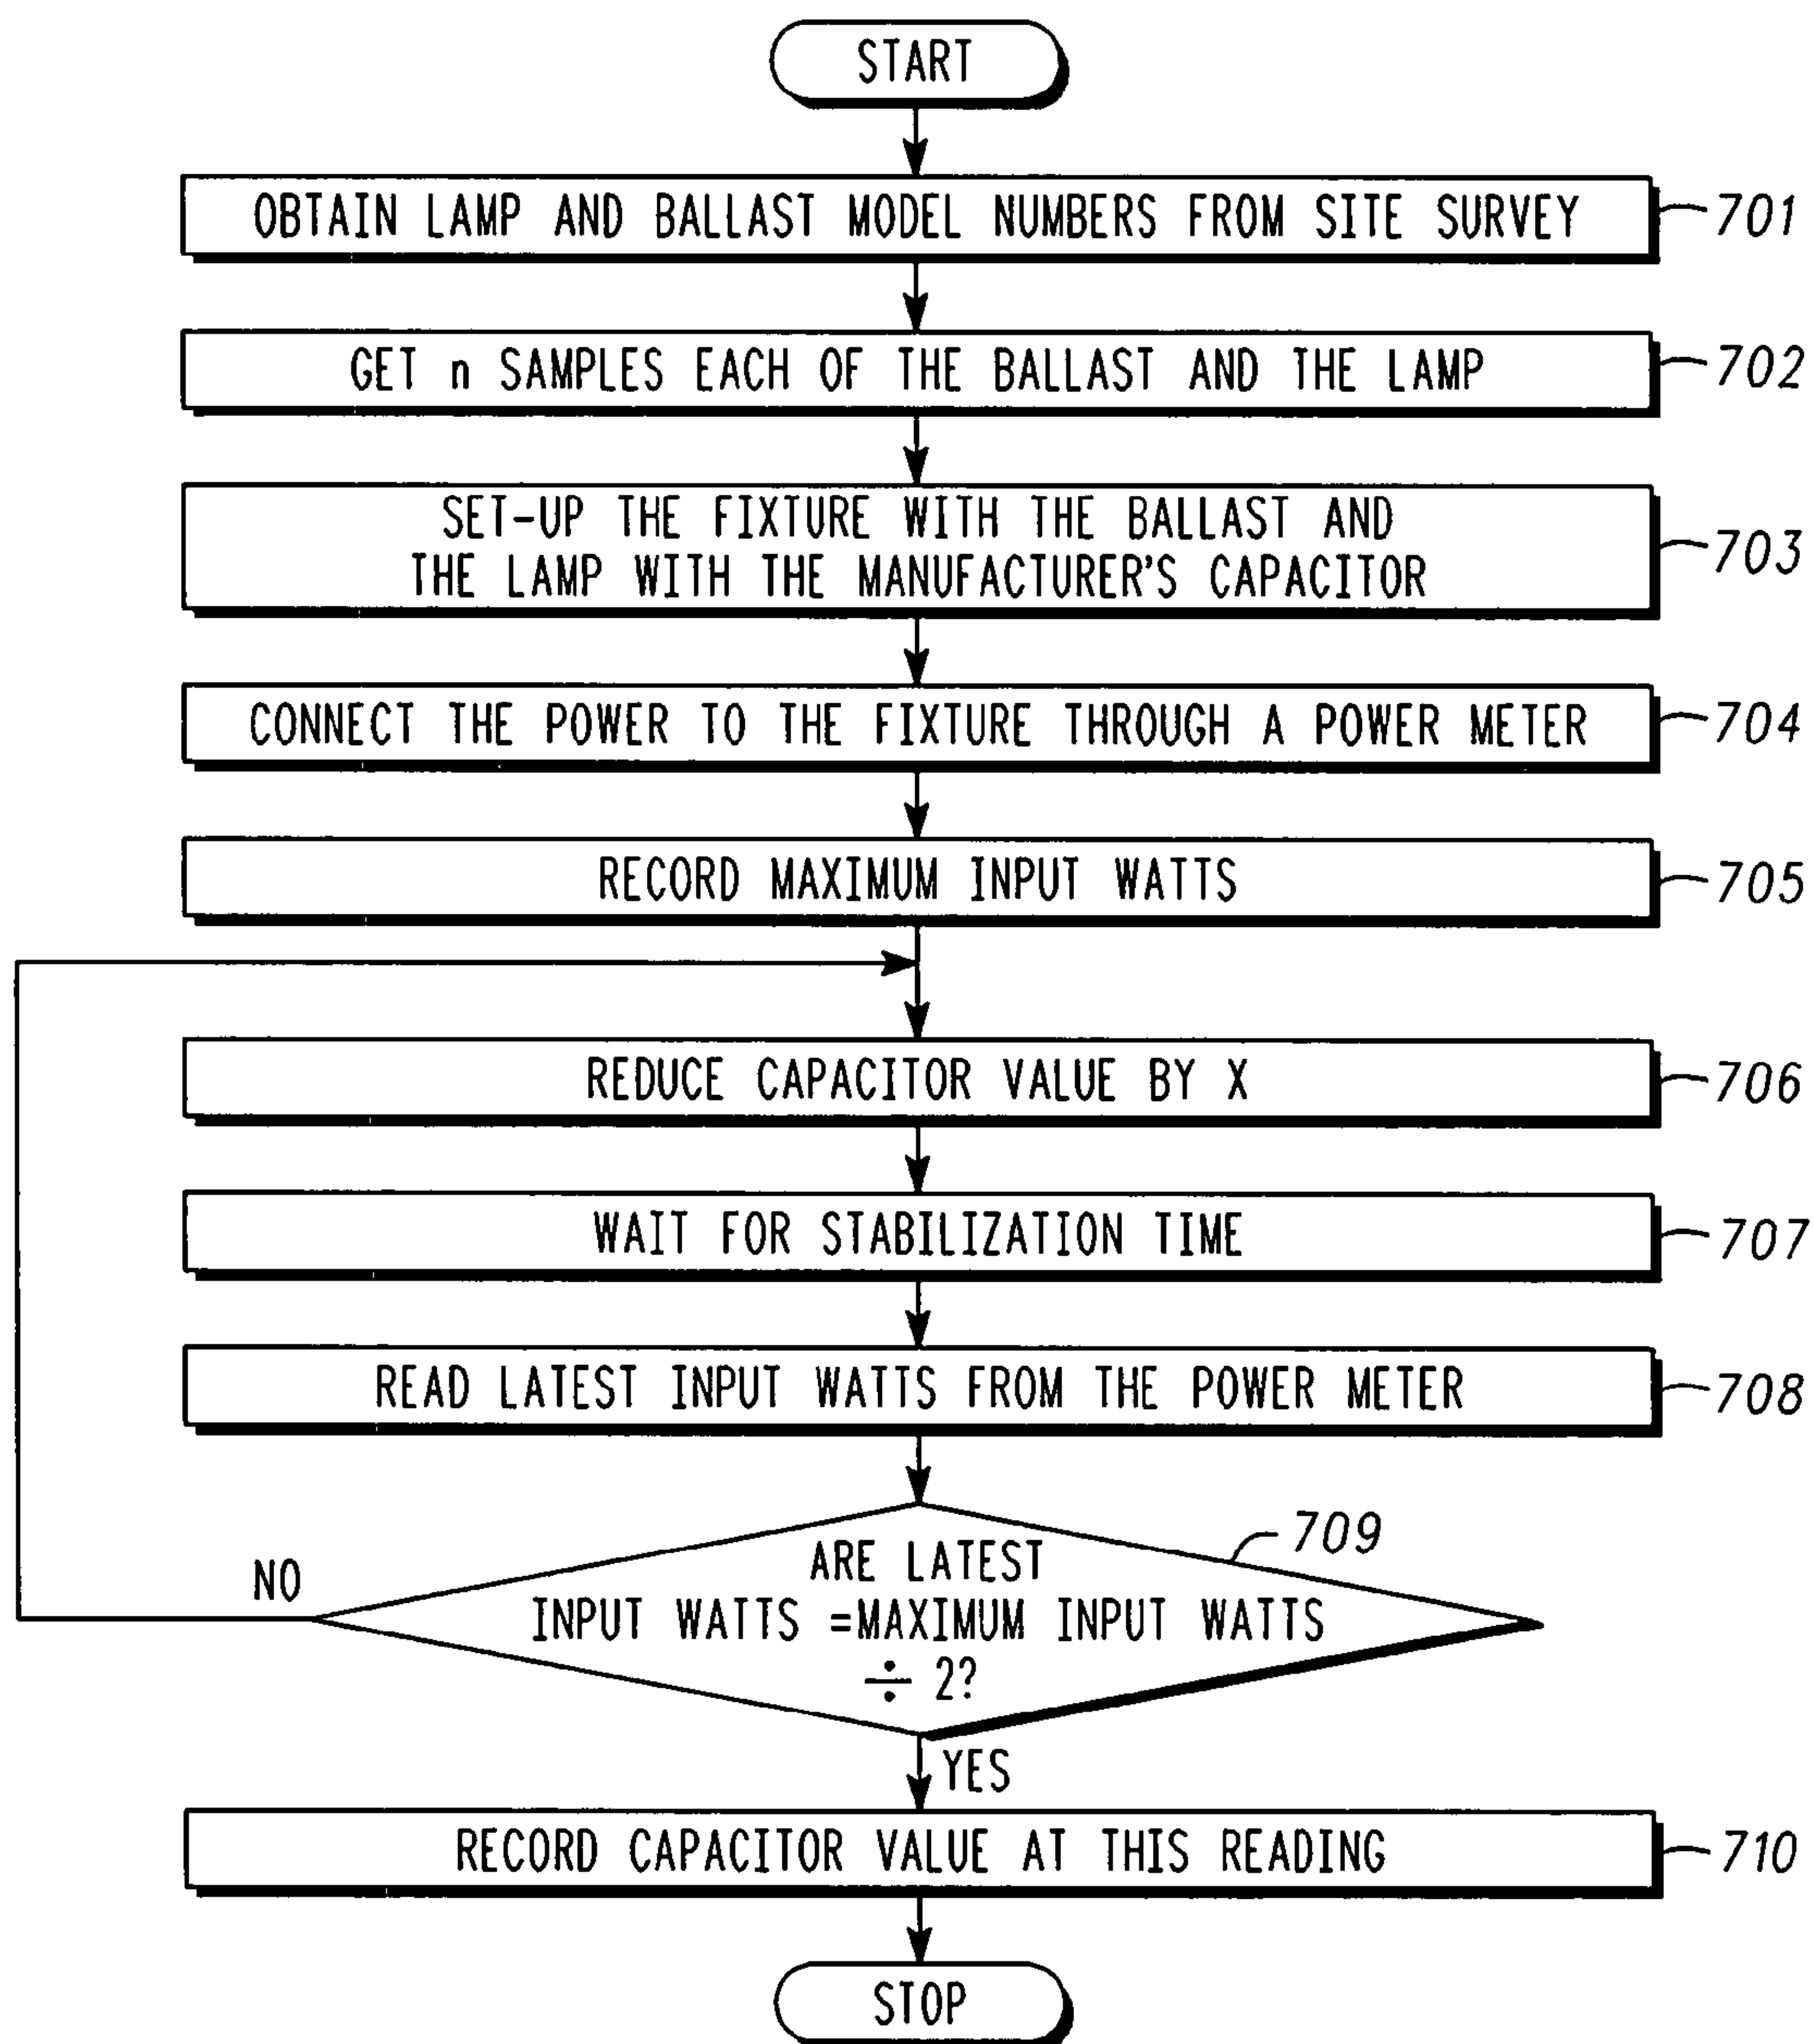 START
OBTAIN LAMP AND BALLAST MODEL NUMBERS FROM SITE SURVEY
701
GET n SAMPLES EACH OF THE BALLAST AND THE LAMP
702
SET-UP THE FIXTURE WITH THE BALLAST AND
THE LAMP WITH THE MANUFACTURER'S CAPACITOR
703
CONNECT THE POWER TO THE FIXTURE THROUGH A POWER METER
704
RECORD MAXIMUM INPUT WATTS
705
REDUCE CAPACITOR VALUE BY X
706
WAIT FOR STABILIZATION TIME
707
READ LATEST INPUT WATTS FROM THE POWER METER
708
709
ARE LATEST
INPUT WATTS =MAXIMUM INPUT WATTS
÷ 2?
NO
YES
RECORD CAPACITOR VALUE AT THIS READING
710
STOP